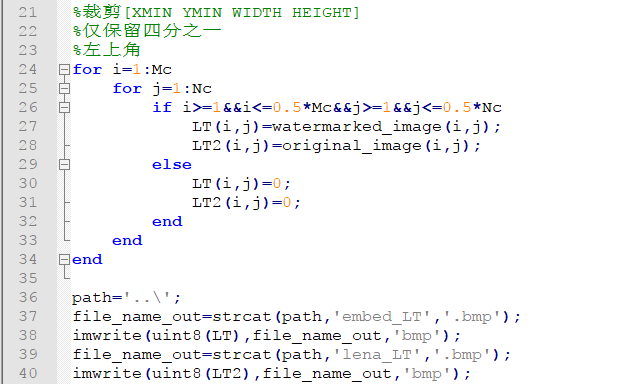 21 %裁剪[XMIN YMIN WIDTH HEIGHT]
22 %仅保留四分之一
23 %左上角
24 for i=1:Mc
25     for j=1:Nc
26         if i>=1&&i<=0.5*Mc&&j>=1&&j<=0.5*Nc
27             LT(i,j)=watermarked_image(i,j);
28             LT2(i,j)=original_image(i,j);
29         else
30             LT(i,j)=0;
31             LT2(i,j)=0;
32         end
33     end
34 end
35
36 path='..\';
37 file_name_out=strcat(path,'embed_LT','.bmp');
38 imwrite(uint8(LT),file_name_out,'bmp');
39 file_name_out=strcat(path,'lena_LT','.bmp');
40 imwrite(uint8(LT2),file_name_out,'bmp');